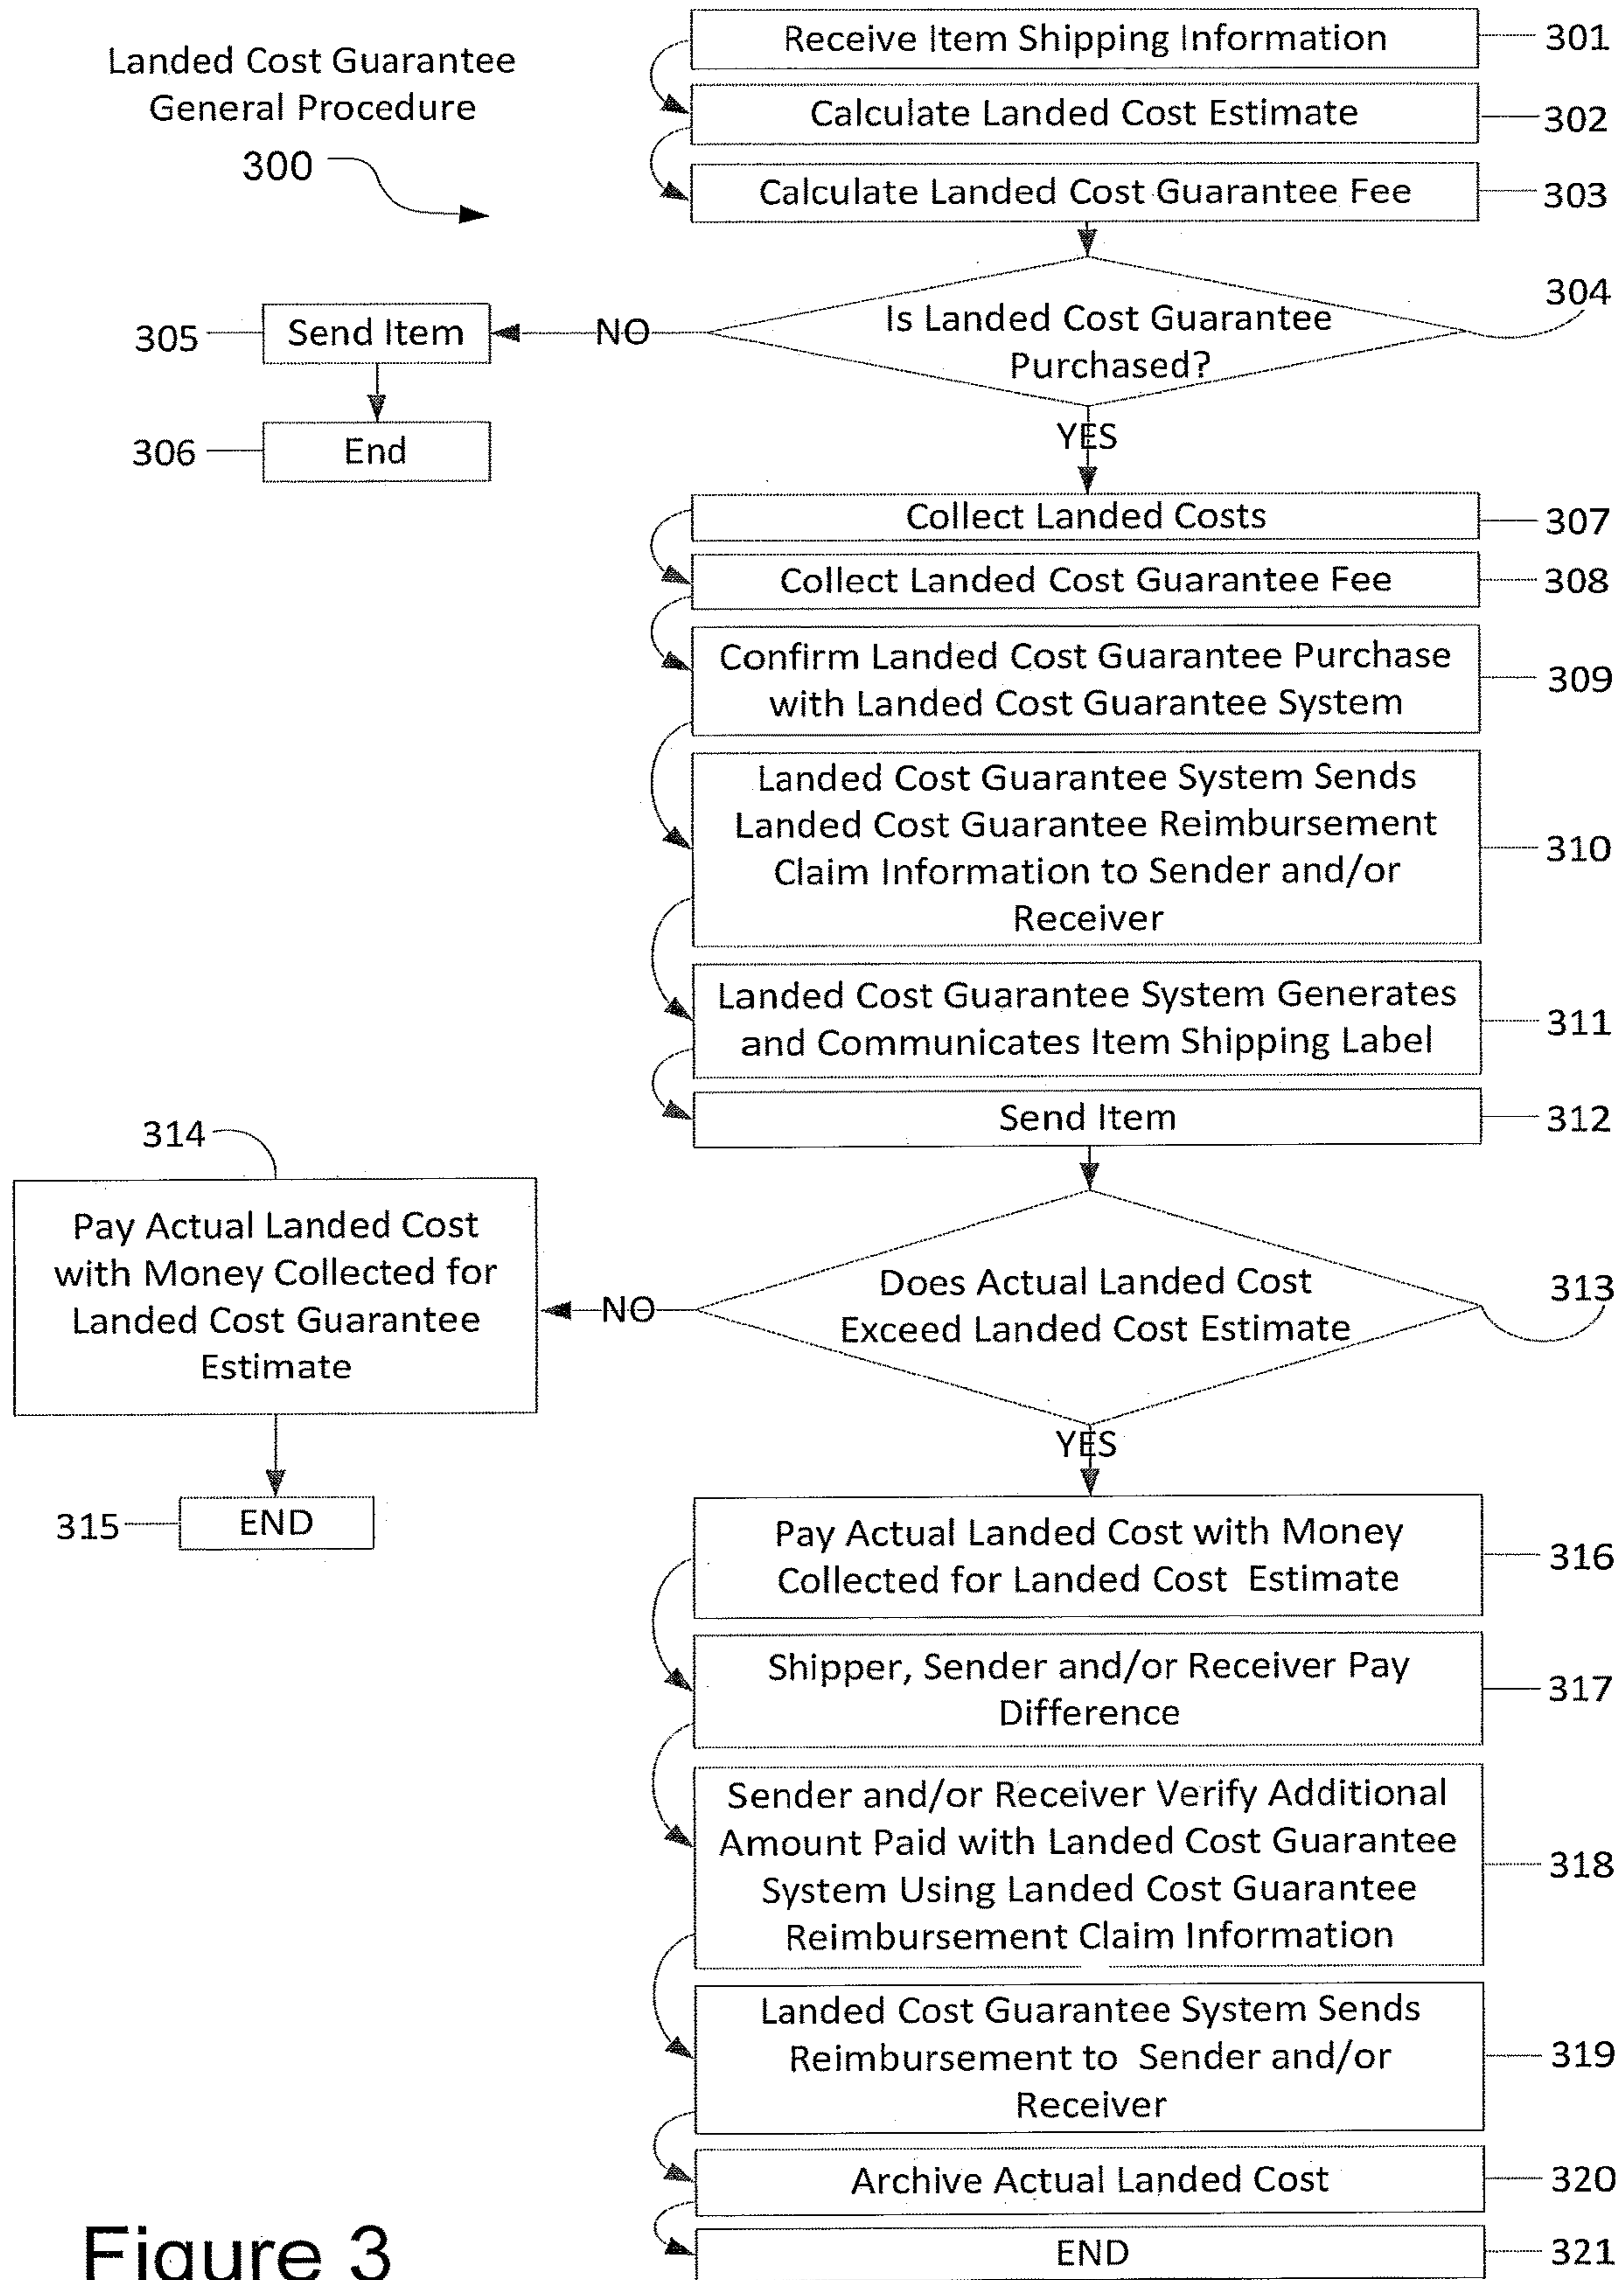 Landed Cost Guarantee
General Procedure
300
Receive Item Shipping Information
301
Calculate Landed Cost Estimate
302
Calculate Landed Cost Guarantee Fee
303
Is Landed Cost Guarantee
Purchased?
304
NO
Send Item
305
End
306
YES
Collect Landed Costs
307
Collect Landed Cost Guarantee Fee
308
Confirm Landed Cost Guarantee Purchase
with Landed Cost Guarantee System
309
Landed Cost Guarantee System Sends
Landed Cost Guarantee Reimbursement
Claim Information to Sender and/or
Receiver
310
Landed Cost Guarantee System Generates
and Communicates Item Shipping Label
311
Send Item
312
Does Actual Landed Cost
Exceed Landed Cost Estimate
313
NO
314
Pay Actual Landed Cost
with Money Collected for
Landed Cost Guarantee
Estimate
END
315
YES
Pay Actual Landed Cost with Money
Collected for Landed Cost Estimate
316
Shipper, Sender and/or Receiver Pay
Difference
317
Sender and/or Receiver Verify Additional
Amount Paid with Landed Cost Guarantee
System Using Landed Cost Guarantee
Reimbursement Claim Information
318
Landed Cost Guarantee System Sends
Reimbursement to Sender and/or
Receiver
319
Archive Actual Landed Cost
320
END
321
Figure 3